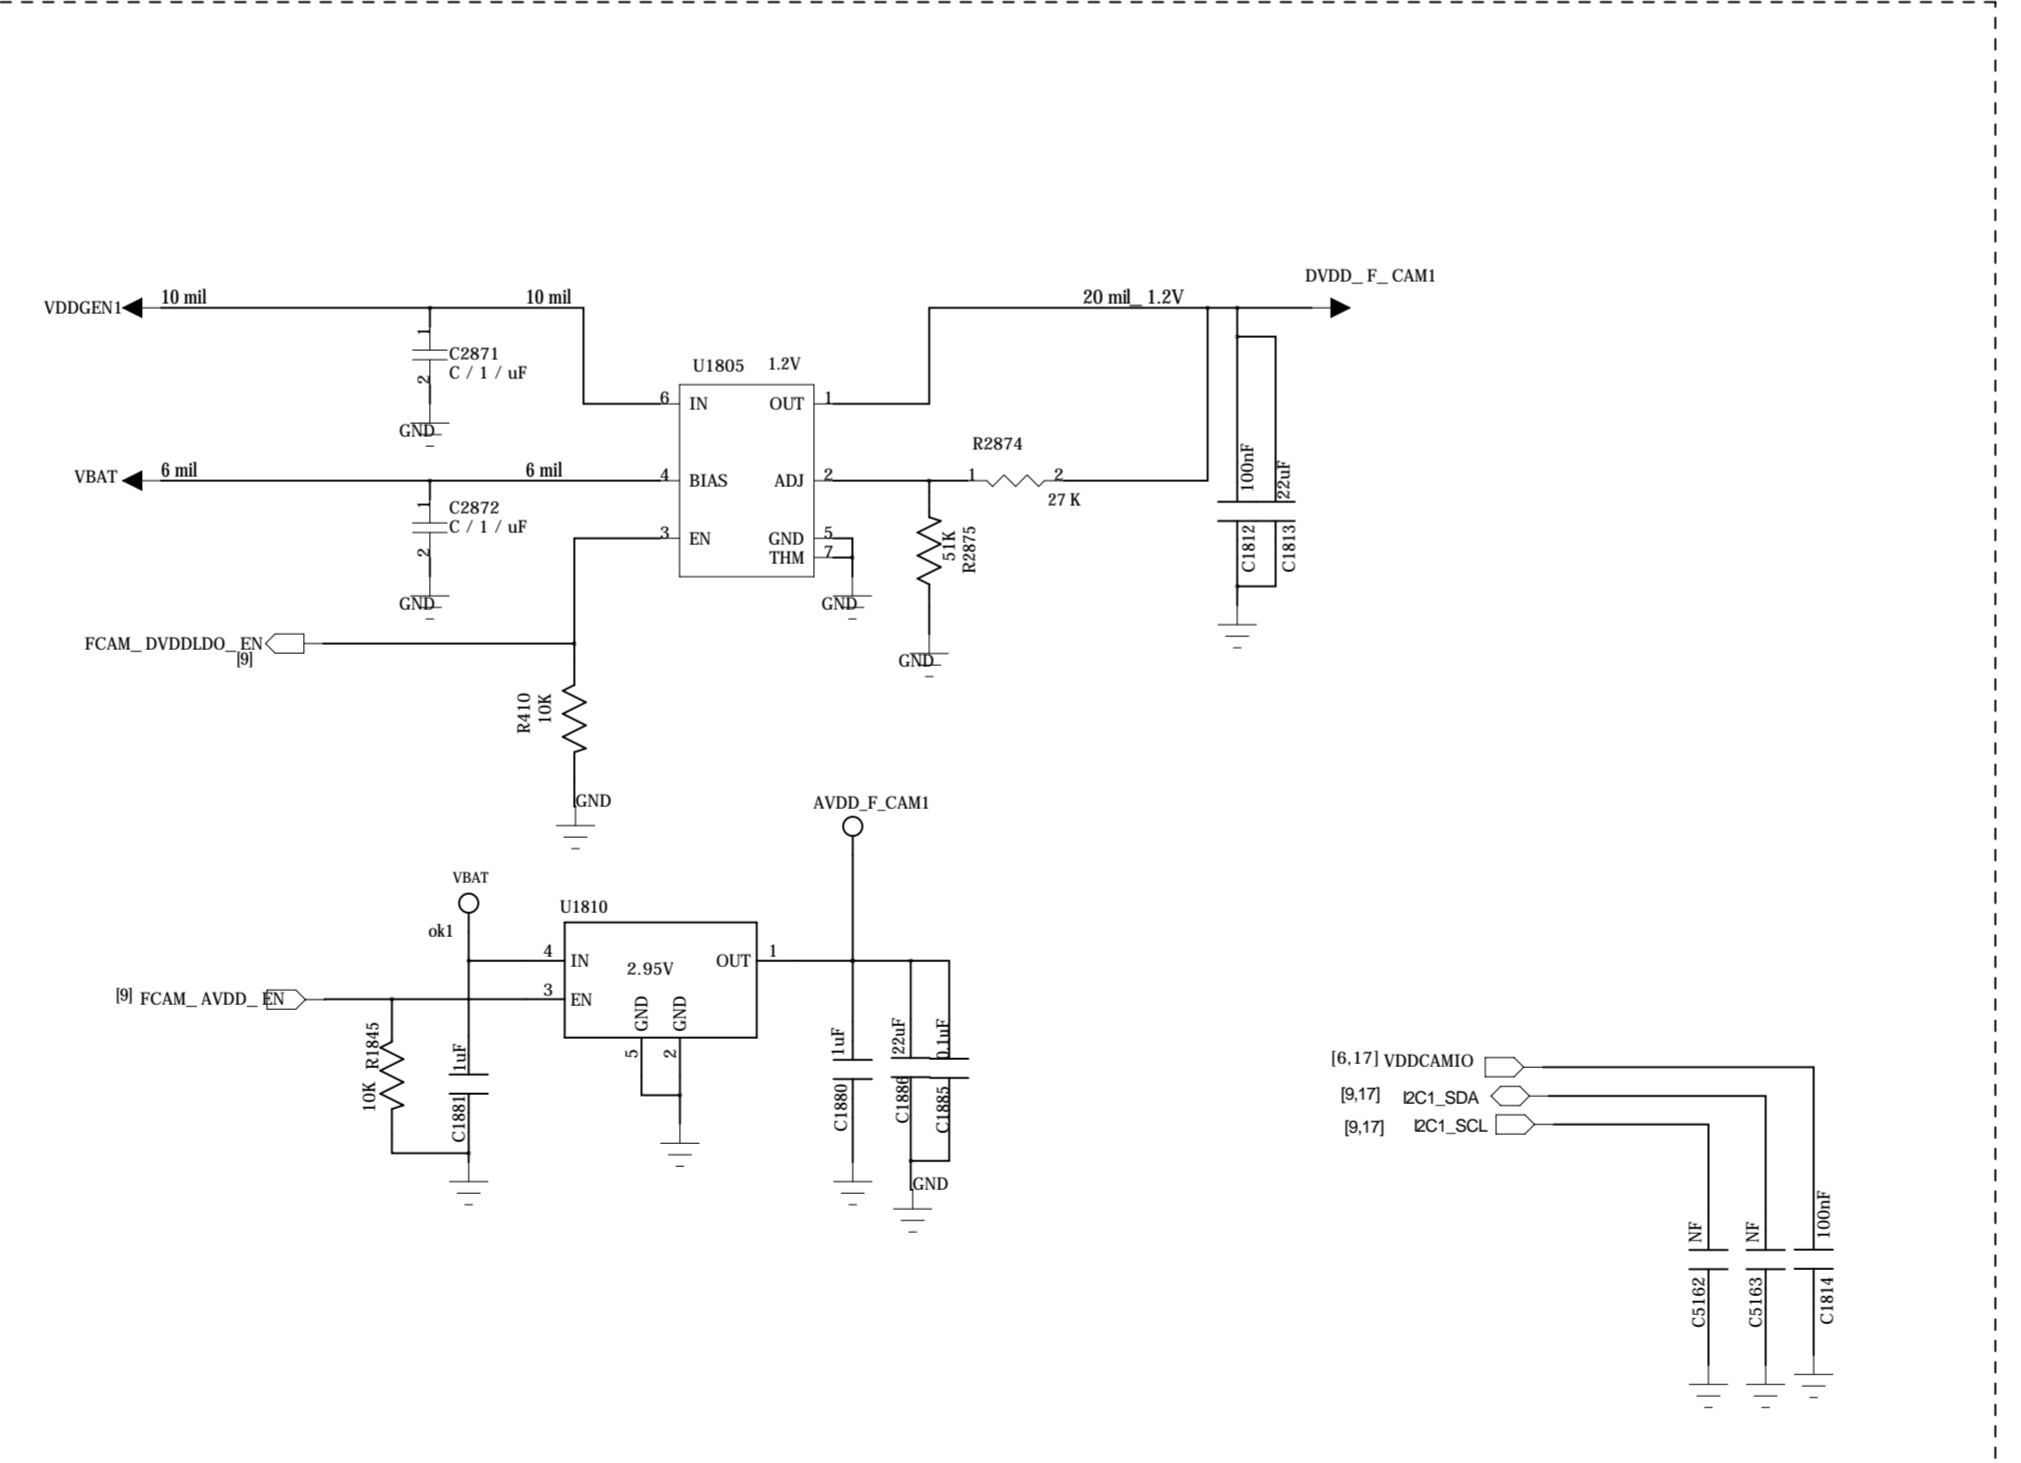 DVDD_ F_ CAM1
VDDGEN1 10 mil 10 mil 20 mil_ 1.2V
1
C2871
C / 1 / uF
2
GND
U1805 1.2V
6 IN OUT 1
R2874
VBAT 6 mil 6 mil 4 BIAS ADJ 2 1 2
27 K
1
C2872
C / 1 / uF
2
GND
3 EN GND 5
THM 7
GND
51K
R2875
GND
100nF
C1812
22uF
C1813
FCAM_ DVDDLDO_ EN
[9]
R410
10K
GND
AVDD_F_CAM1
VBAT
ok1
U1810
4 IN 2.95V OUT 1
[9] FCAM_ AVDD_ EN 3 EN
GND GND
5 2
R1845
10K
1uF
C1881
1uF
C1880
22uF
C1886
0.1uF
C1885
GND
[6,17] VDDCAMIO
[9,17] I2C1_SDA
[9,17] I2C1_SCL
NF
C5162
NF
C5163
100nF
C1814